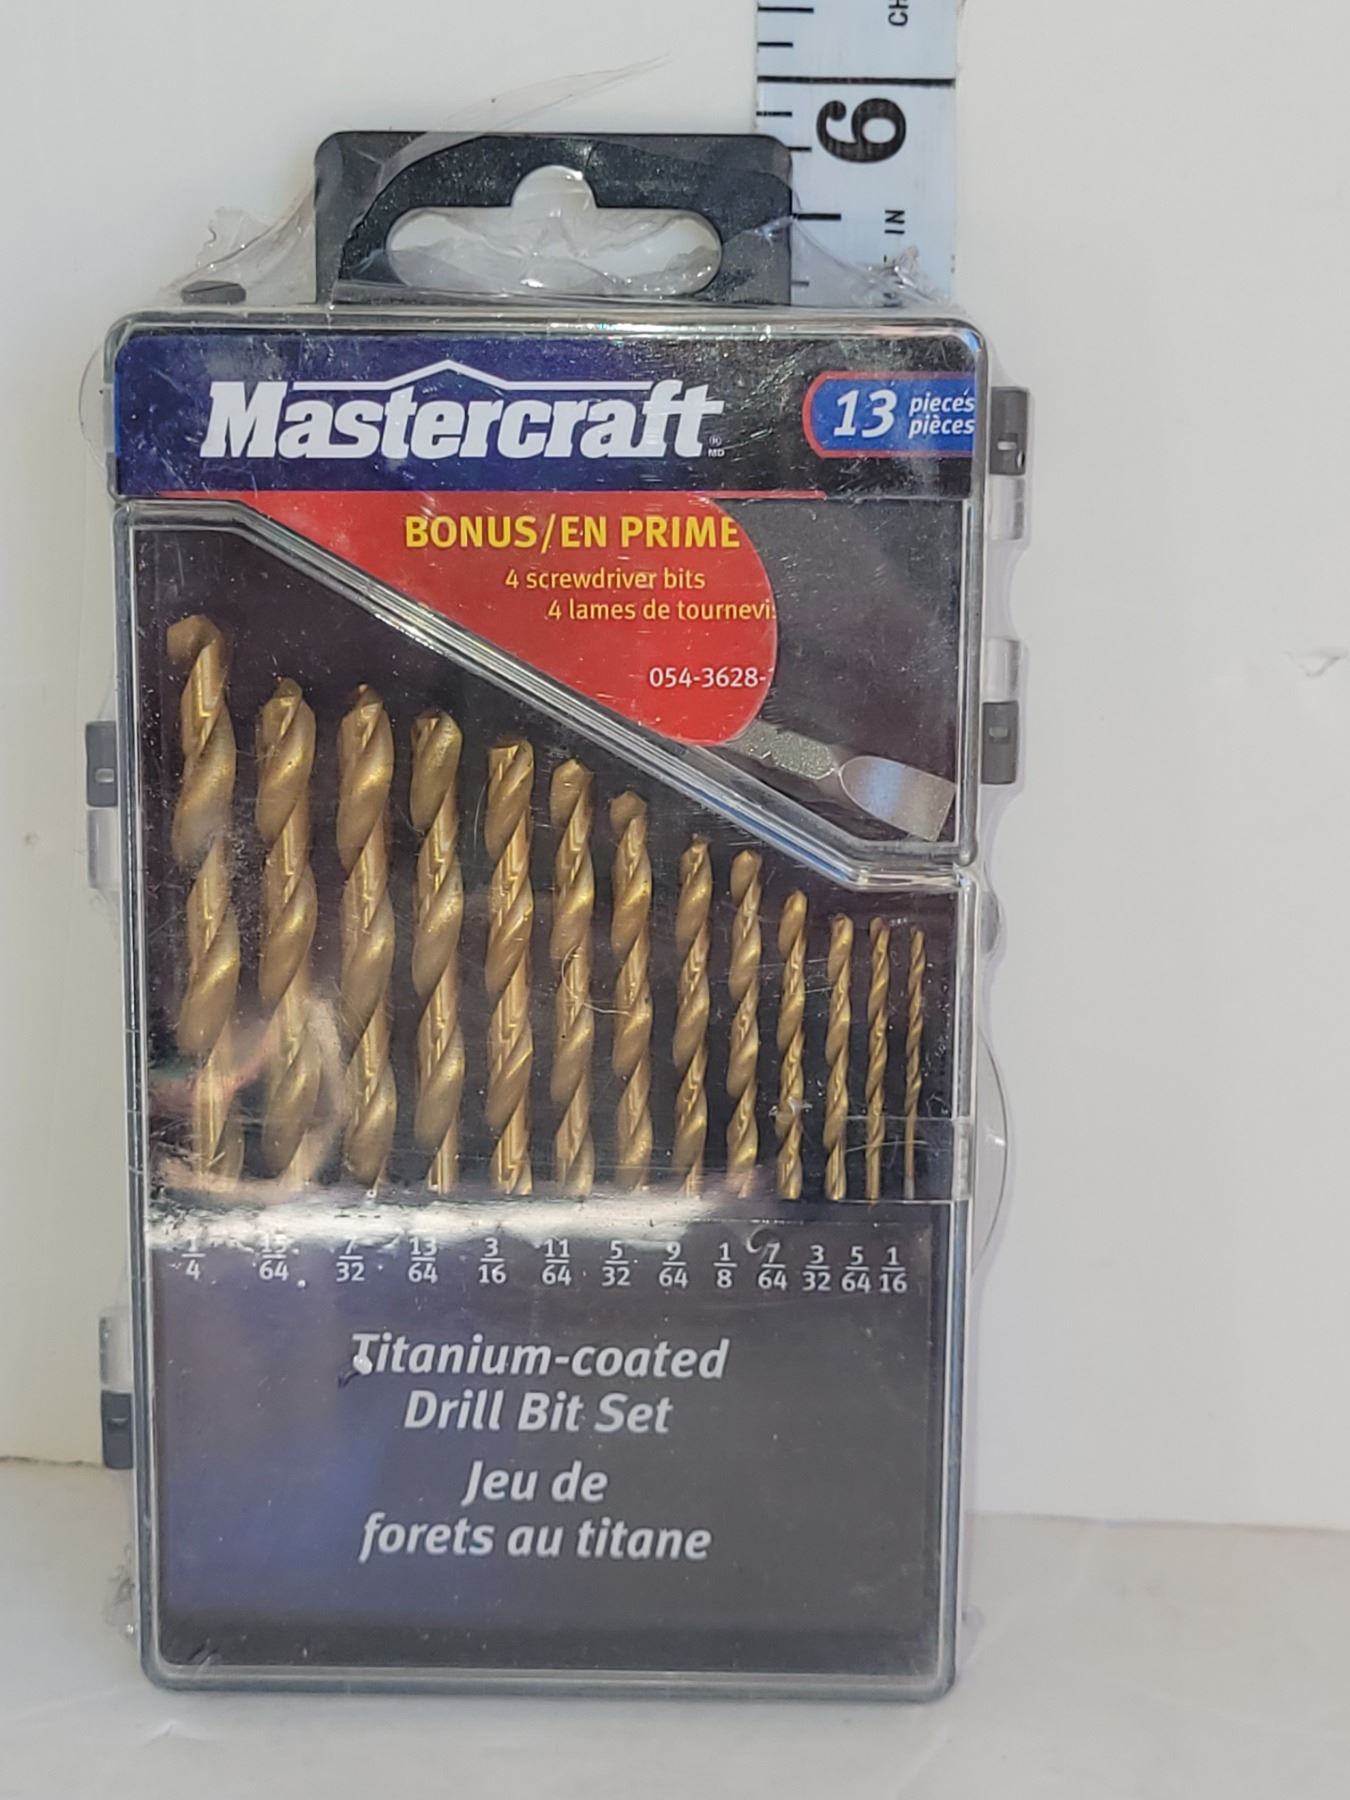 CH
6
IN
Mastercraft
® MD
13 pieces
pièces
BONUS/EN PRIME
4 screwdriver bits
4 lames de tournevis
054-3628-
1/4 15/64 7/32 13/64 3/16 11/64 5/32 9/64 1/8 7/64 3/32 5/64 1/16
Titanium-coated
Drill Bit Set
Jeu de
forets au titane